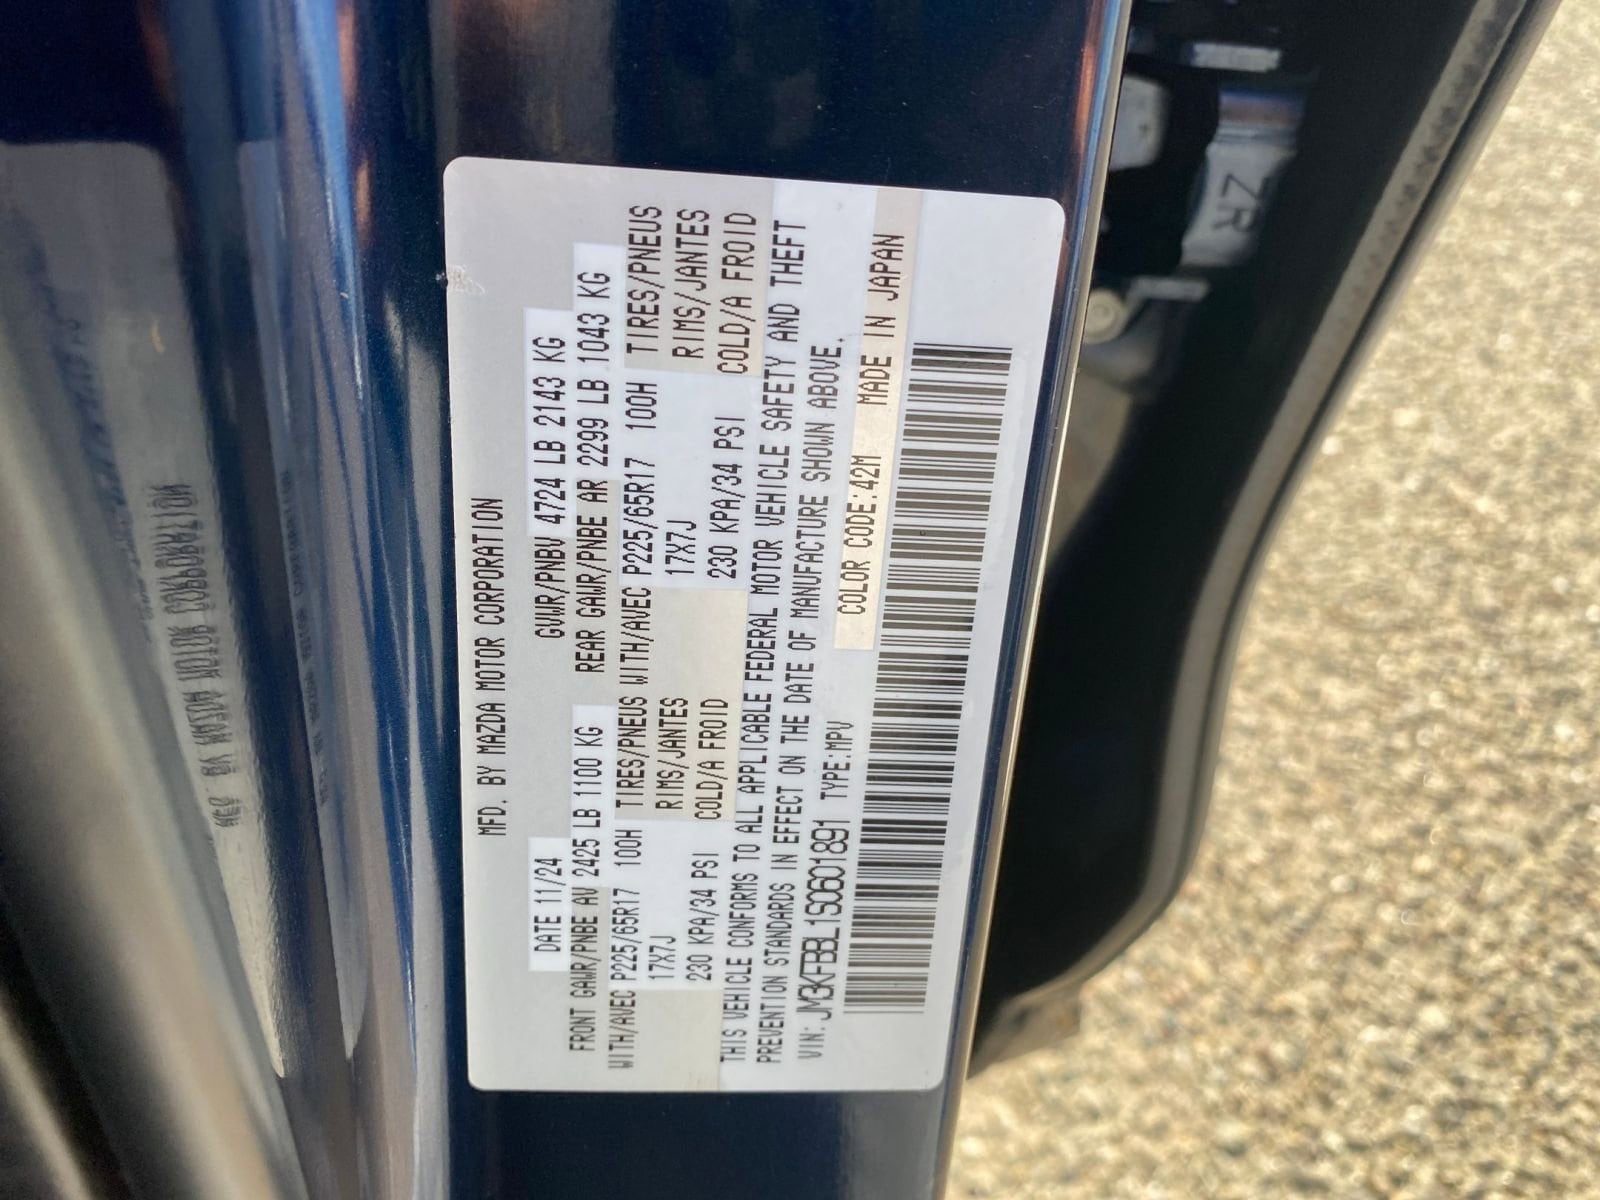 MFD. BY MAZDA MOTOR CORPORATION
DATE 11/24 GVWR/PNBV 4724 LB 2143 KG
FRONT GAWR/PNBE AV 2425 LB 1100 KG REAR GAWR/PNBE AR 2299 LB 1043 KG
WITH/AVEC P225/65R17 100H TIRES/PNEUS WITH/AVEC P225/65R17 100H TIRES/PNEUS
17X7J RIMS/JANTES 17X7J RIMS/JANTES
230 KPA/34 PSI COLD/A FROID 230 KPA/34 PSI COLD/A FROID
THIS VEHICLE CONFORMS TO ALL APPLICABLE FEDERAL MOTOR VEHICLE SAFETY AND THEFT
PREVENTION STANDARDS IN EFFECT ON THE DATE OF MANUFACTURE SHOWN ABOVE.
VIN: JM3KFBBL1S0601891 TYPE:MPV COLOR CODE:42M MADE IN JAPAN
ZR